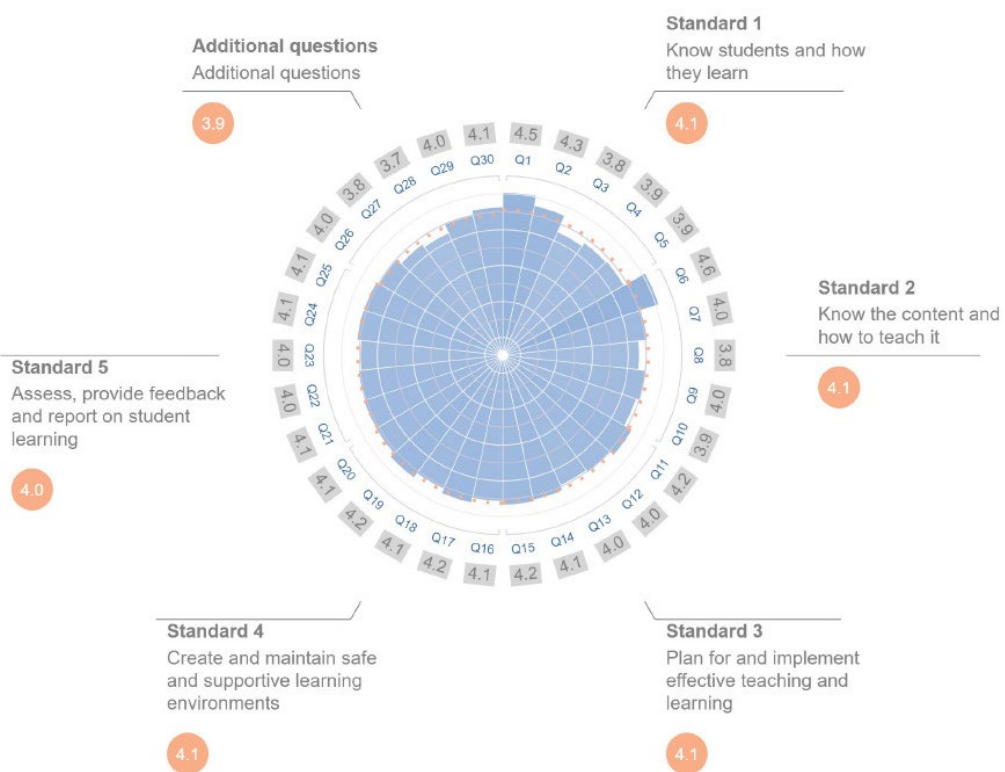 Additional questions
Additional questions
3.9
Standard 1
Know students and how
they learn
4.1
Standard 2
Know the content and
how to teach it
4.1
Standard 3
Plan for and implement
effective teaching and
learning
4.1
Standard 4
Create and maintain safe
and supportive learning
environments
4.1
Standard 5
Assess, provide feedback
and report on student
learning
4.0
4.5
4.3
3.8
3.9
3.9
4.6
4.0
3.8
4.0
3.9
4.2
4.0
4.0
4.1
4.2
4.1
4.2
4.1
4.2
4.1
4.1
4.0
4.0
4.1
4.1
4.0
3.8
3.7
4.0
4.1
Q1
Q2
Q3
Q4
Q5
Q6
Q7
Q8
Q9
Q10
Q11
Q12
Q13
Q14
Q15
Q16
Q17
Q18
Q19
Q20
Q21
Q22
Q23
Q24
Q25
Q26
Q27
Q28
Q29
Q30